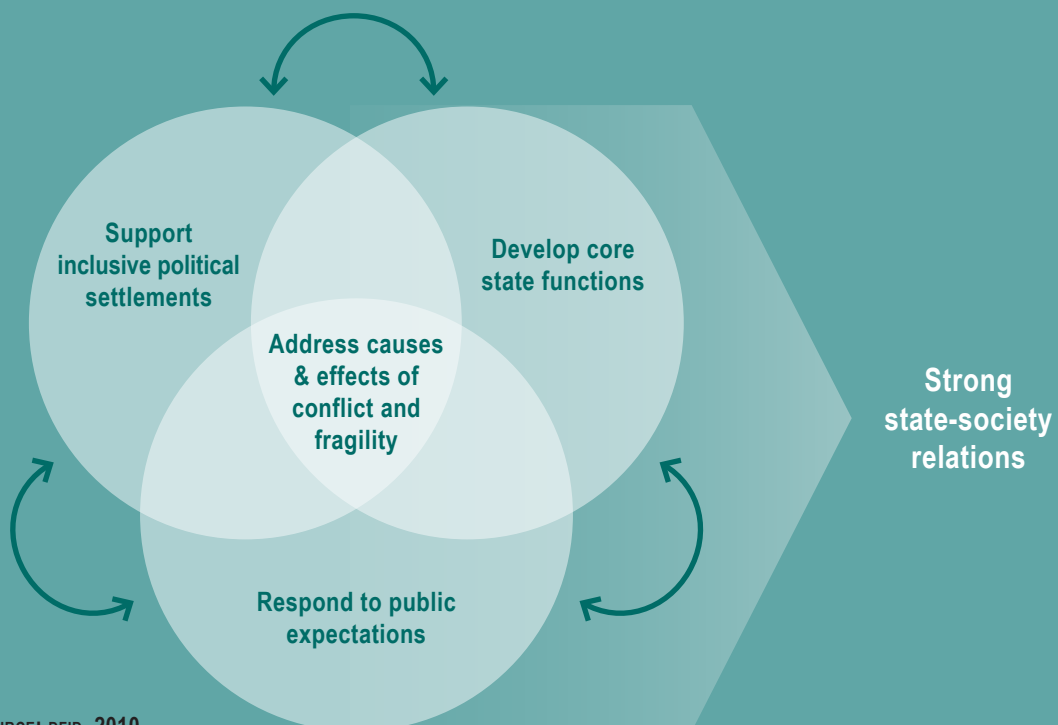 Support
inclusive political
settlements
Develop core
state functions
Address causes
& effects of
conflict and
fragility
Respond to public
expectations
Strong
state-society
relations
2010